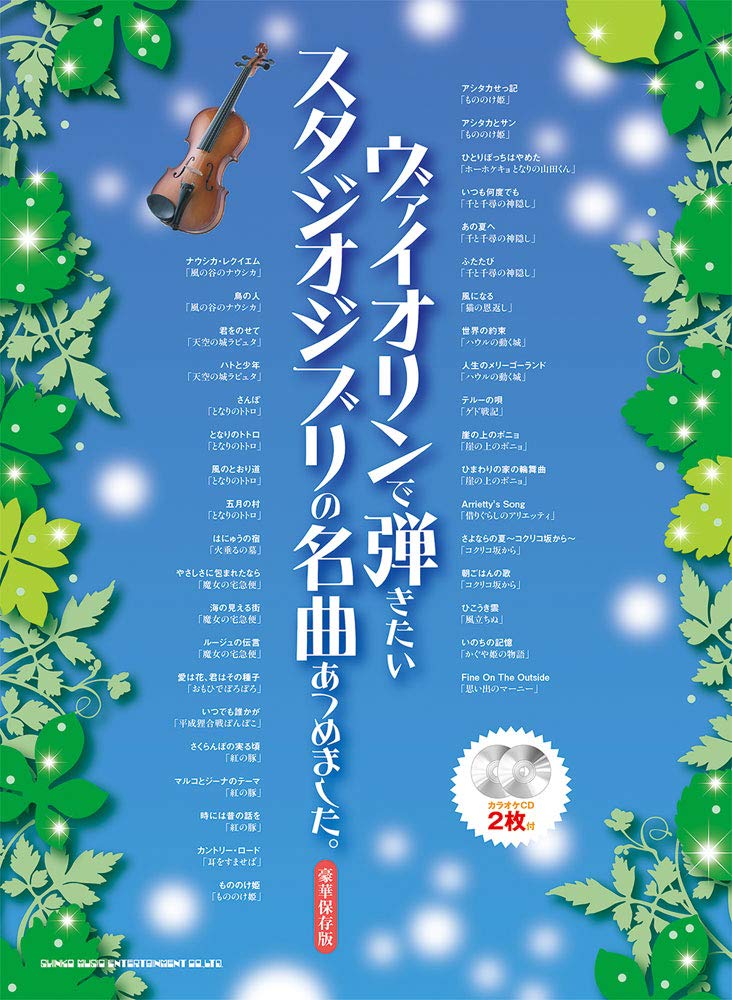 ヴァイオリンで弾きたい
スタジオジブリの名曲あつめました。
豪華保存版
ナウシカ・レクイエム
「風の谷のナウシカ」
鳥の人
「風の谷のナウシカ」
君をのせて
「天空の城ラピュタ」
ハトと少年
「天空の城ラピュタ」
さんぽ
「となりのトトロ」
となりのトトロ
「となりのトトロ」
風のとおり道
「となりのトトロ」
五月の村
「となりのトトロ」
はにゅうの宿
「火垂るの墓」
やさしさに包まれたなら
「魔女の宅急便」
海の見える街
「魔女の宅急便」
ルージュの伝言
「魔女の宅急便」
愛は花、君はその種子
「おもひでぽろぽろ」
いつでも誰かが
「平成狸合戦ぽんぽこ」
さくらんぼの実る頃
「紅の豚」
マルコとジーナのテーマ
「紅の豚」
時には昔の話を
「紅の豚」
カントリー・ロード
「耳をすませば」
もののけ姫
「もののけ姫」
アシタカせっ記
「もののけ姫」
アシタカとサン
「もののけ姫」
ひとりぼっちはやめた
「ホーホケキョ となりの山田くん」
いつも何度でも
「千と千尋の神隠し」
あの夏へ
「千と千尋の神隠し」
ふたたび
「千と千尋の神隠し」
風になる
「猫の恩返し」
世界の約束
「ハウルの動く城」
人生のメリーゴーランド
「ハウルの動く城」
テルーの唄
「ゲド戦記」
崖の上のポニョ
「崖の上のポニョ」
ひまわりの家の輪舞曲
「崖の上のポニョ」
Arrietty's Song
「借りぐらしのアリエッティ」
さよならの夏〜コクリコ坂から〜
「コクリコ坂から」
朝ごはんの歌
「コクリコ坂から」
ひこうき雲
「風立ちぬ」
いのちの記憶
「かぐや姫の物語」
Fine On The Outside
「思い出のマーニー」
カラオケCD
2枚付
SHINKO MUSIC ENTERTAINMENT CO.,LTD.